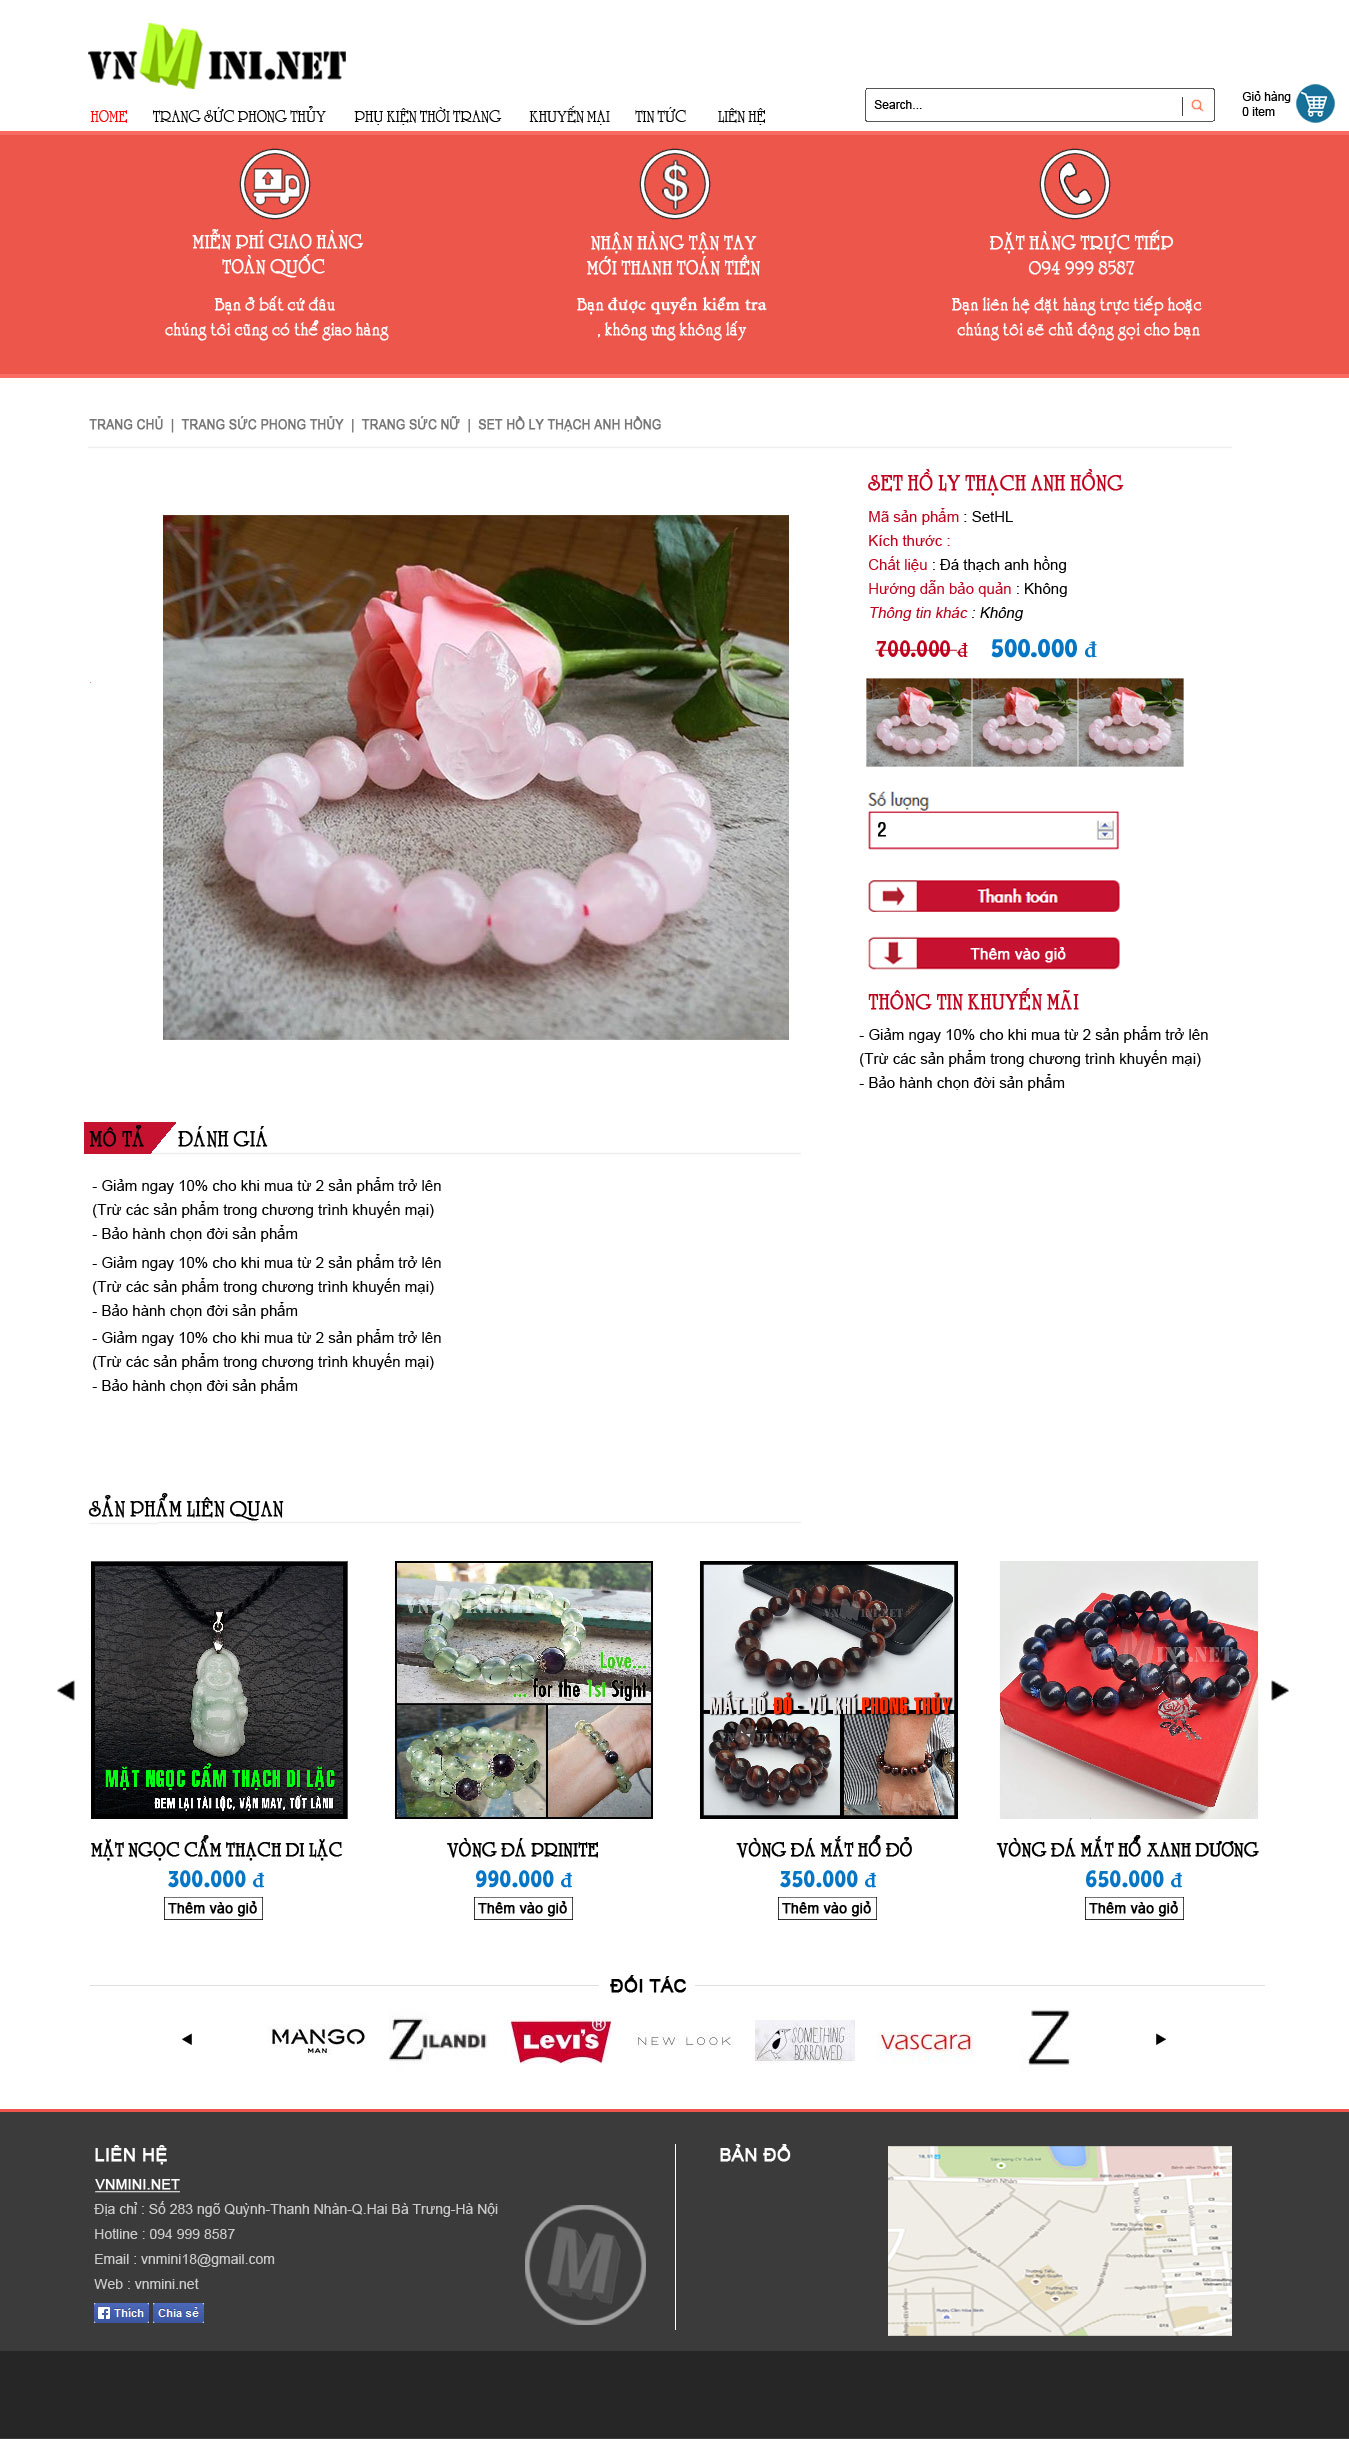 VNMINI.NET
HOME TRANG SỨC PHONG THỦY PHỤ KIỆN THỜI TRANG KHUYẾN MẠI TIN TỨC LIÊN HỆ
Search...
Giỏ hàng
0 item
MIỄN PHÍ GIAO HÀNG
TOÀN QUỐC
Bạn ở bất cứ đâu
chúng tôi cũng có thể giao hàng
NHẬN HÀNG TẬN TAY
MỚI THANH TOÁN TIỀN
Bạn được quyền kiểm tra
, không ưng không lấy
ĐẶT HÀNG TRỰC TIẾP
094 999 8587
Bạn liên hệ đặt hàng trực tiếp hoặc
chúng tôi sẽ chủ động gọi cho bạn
TRANG CHỦ | TRANG SỨC PHONG THỦY | TRANG SỨC NỮ | SET HỒ LY THẠCH ANH HỒNG
SET HỒ LY THẠCH ANH HỒNG
Mã sản phẩm : SetHL
Kích thước :
Chất liệu : Đá thạch anh hồng
Hướng dẫn bảo quản : Không
Thông tin khác : Không
700.000 đ 500.000 đ
Số lượng
2
Thanh toán
Thêm vào giỏ
THÔNG TIN KHUYẾN MÃI
- Giảm ngay 10% cho khi mua từ 2 sản phẩm trở lên
(Trừ các sản phẩm trong chương trình khuyến mại)
- Bảo hành chọn đời sản phẩm
MÔ TẢ ĐÁNH GIÁ
- Giảm ngay 10% cho khi mua từ 2 sản phẩm trở lên
(Trừ các sản phẩm trong chương trình khuyến mại)
- Bảo hành chọn đời sản phẩm
- Giảm ngay 10% cho khi mua từ 2 sản phẩm trở lên
(Trừ các sản phẩm trong chương trình khuyến mại)
- Bảo hành chọn đời sản phẩm
- Giảm ngay 10% cho khi mua từ 2 sản phẩm trở lên
(Trừ các sản phẩm trong chương trình khuyến mại)
- Bảo hành chọn đời sản phẩm
SẢN PHẨM LIÊN QUAN
MẶT NGỌC CẨM THẠCH DI LẶC
ĐEM LẠI TÀI LỘC, VẬN MAY, TỐT LÀNH
VNMINI.NET
Love...
... for the 1st Sight
VNMINI.NET
MẮT HỔ ĐỎ - VŨ KHÍ PHONG THỦY
VNMINI.NET
MẶT NGỌC CẨM THẠCH DI LẶC
300.000 đ
Thêm vào giỏ
VÒNG ĐÁ PRINITE
990.000 đ
Thêm vào giỏ
VÒNG ĐÁ MẮT HỔ ĐỎ
350.000 đ
Thêm vào giỏ
VÒNG ĐÁ MẮT HỔ XANH DƯƠNG
650.000 đ
Thêm vào giỏ
ĐỐI TÁC
MANGO
MAN
ZILANDI
LEVI'S ®
NEW LOOK
SOMETHING
BORROWED
vascara
Z
LIÊN HỆ
VNMINI.NET
Địa chỉ : Số 283 ngõ Quỳnh-Thanh Nhàn-Q.Hai Bà Trưng-Hà Nội
Hotline : 094 999 8587
Email : vnmini18@gmail.com
Web : vnmini.net
Thích Chia sẻ
M
BẢN ĐỒ
Thanh Nhàn